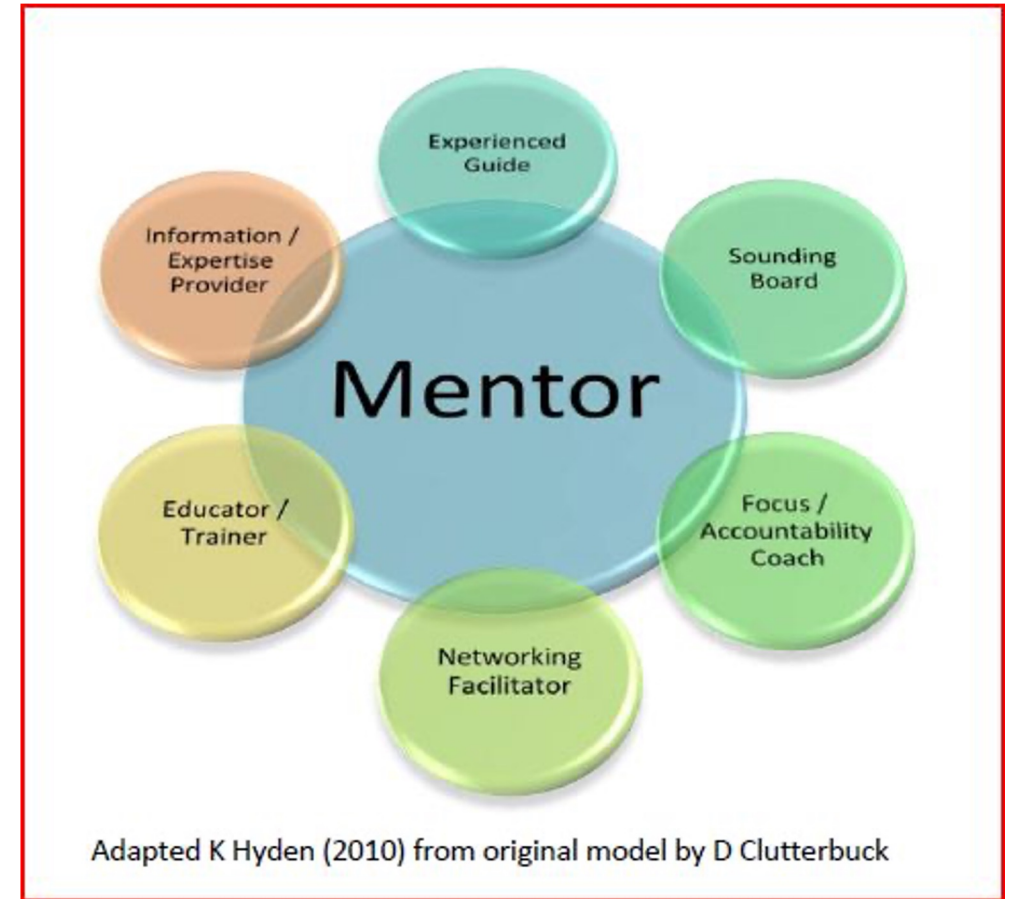 Experienced
Guide
Information /
Expertise
Provider
Sounding
Board
Mentor
Educator /
Trainer
Focus /
Accountability
Coach
Networking
Facilitator
Adapted K Hyden (2010) from original model by D Clutterbuck